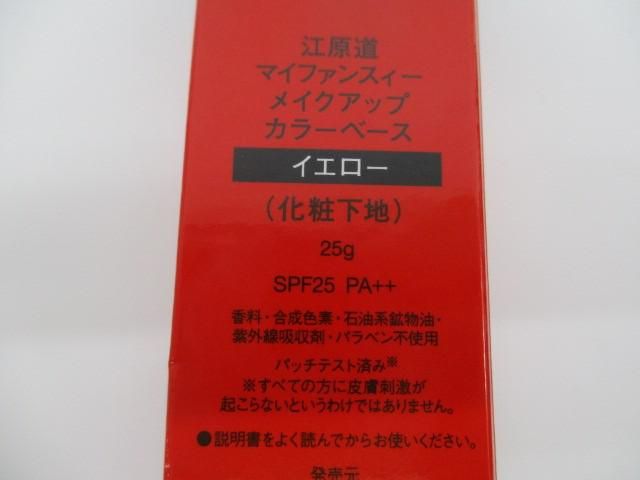 江原道
マイファンスィー
メイクアップ
カラーベース
イエロー
(化粧下地)
25g
SPF25 PA++
香料・合成色素・石油系鉱物油・
紫外線吸収剤・パラベン不使用
パッチテスト済み※
※すべての方に皮膚刺激が
起こらないというわけではありません。
●説明書をよく読んでからお使いください。
発売元